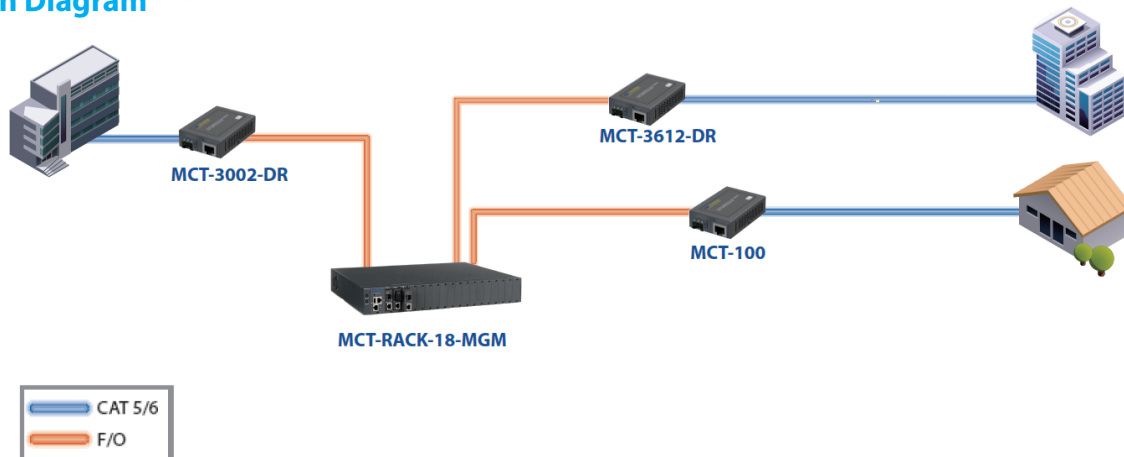 Diagram
MCT-3612-DR
MCT-3002-DR
MCT-100
MCT-RACK-18-MGM
CAT 5/6
F/O